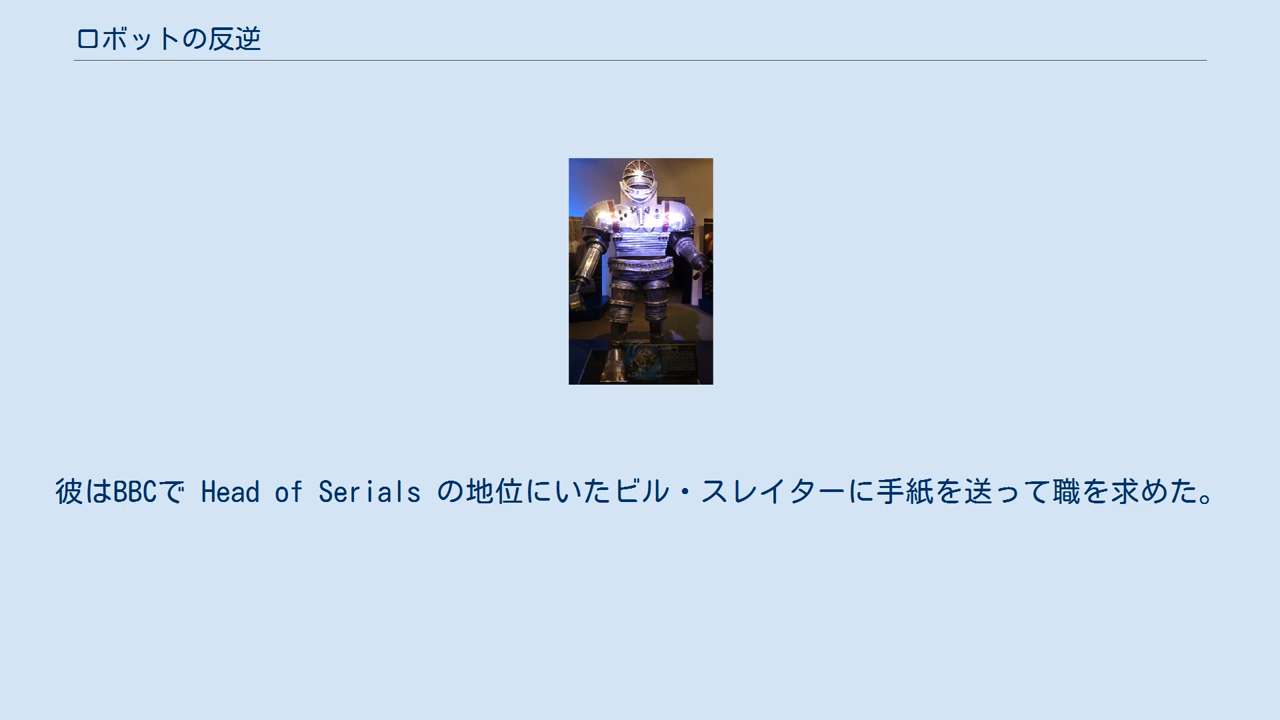 ロボットの反逆
彼はBBCで Head of Serials の地位にいたビル・スレイターに手紙を送って職を求めた。